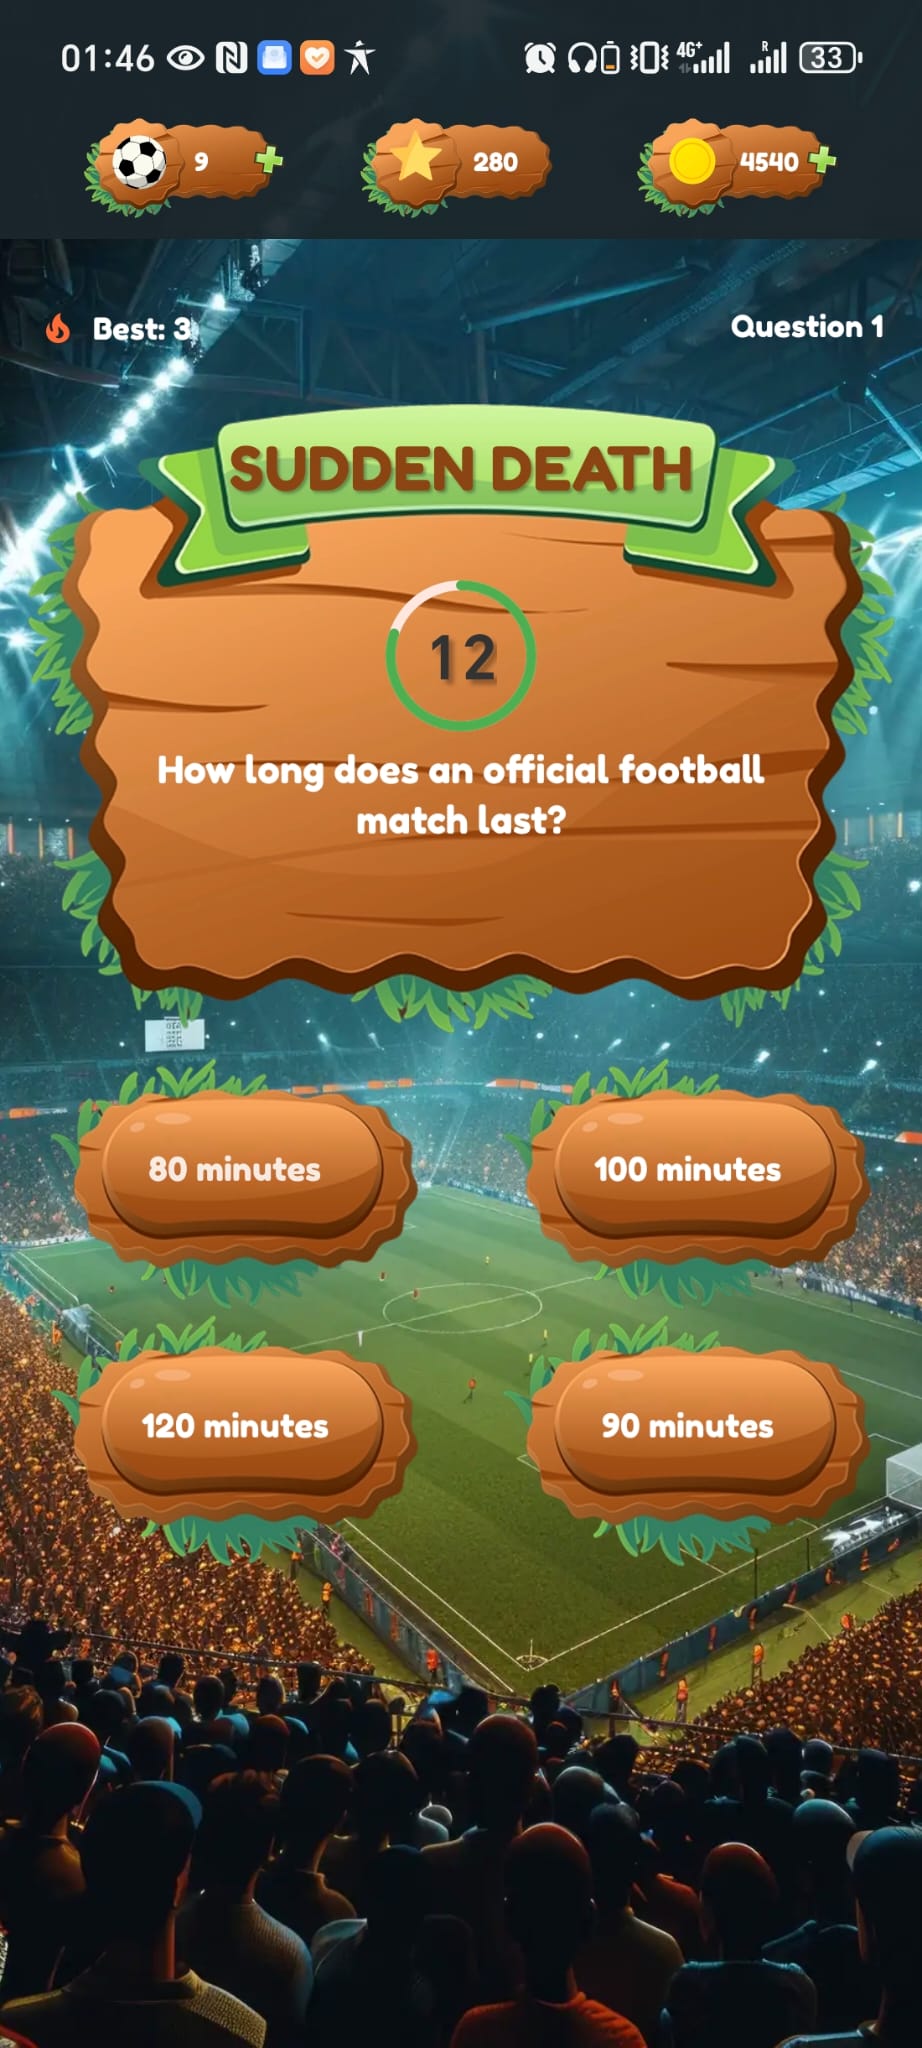 01:46
4G+
R
33
9
280
4540
Best: 3
Question 1
SUDDEN DEATH
12
How long does an official football
match last?
80 minutes
100 minutes
120 minutes
90 minutes